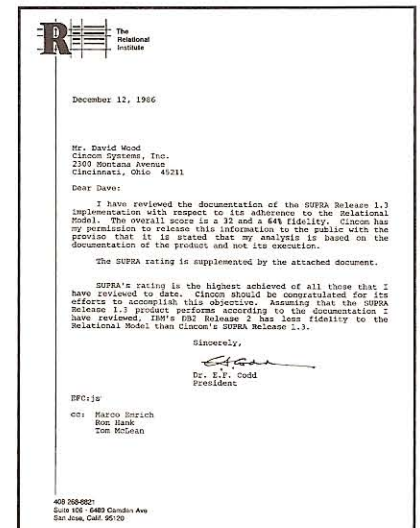 R
The
Relational
Institute
December 12, 1986
Mr. David Wood
Cincom Systems, Inc.
2300 Montana Avenue
Cincinnati, Ohio 45211
Dear Dave:
I have reviewed the documentation of the SUPRA Release 1.3
implementation with respect to its adherence to the Relational
Model. The overall score is a 32 and a 64% fidelity. Cincom has
my permission to release this information to the public with the
proviso that it is stated that my analysis is based on the
documentation of the product and not its execution.
The SUPRA rating is supplemented by the attached document.
SUPRA's rating is the highest achieved of all those that I
have reviewed to date. Cincom should be congratulated for its
efforts to accomplish this objective. Assuming that the SUPRA
Release 1.3 product performs according to the documentation I
have reviewed, IBM's DB2 Release 2 has less fidelity to the
Relational Model than Cincom's SUPRA Release 1.3.
Sincerely,
E.F. Codd
Dr. E.F. Codd
President
EFC:js
cc: Marco Emrich
Ron Hank
Tom McLean
408 268-8821
Suite 106 - 6489 Camden Ave
San Jose, Calif. 95120